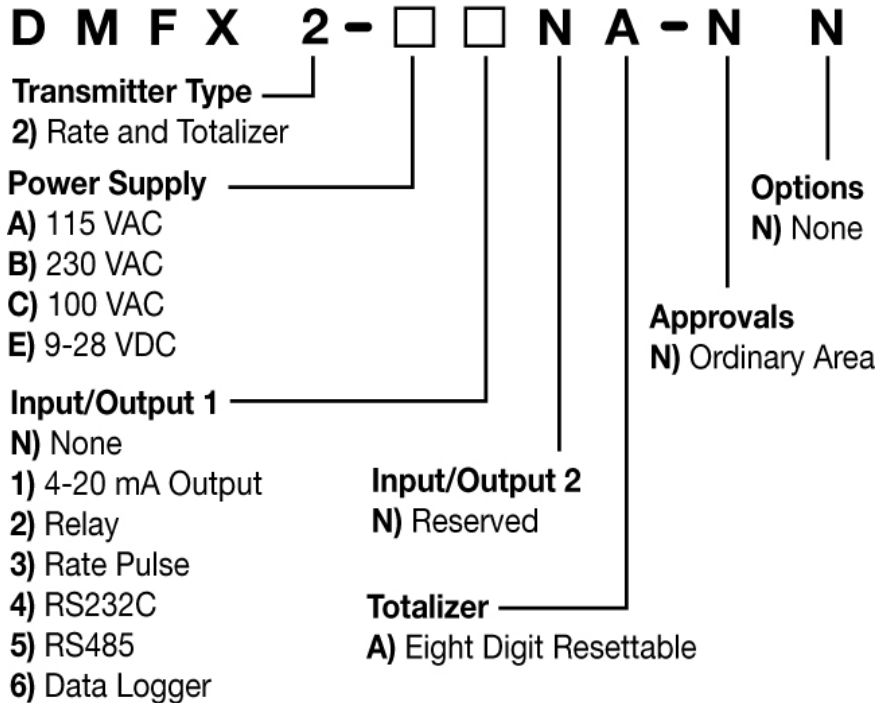 D M F X 2 - □ □ N A - N N
Transmitter Type
2) Rate and Totalizer
Power Supply
A) 115 VAC
B) 230 VAC
C) 100 VAC
E) 9-28 VDC
Input/Output 1
N) None
1) 4-20 mA Output
2) Relay
3) Rate Pulse
4) RS232C
5) RS485
6) Data Logger
Input/Output 2
N) Reserved
Totalizer
A) Eight Digit Resettable
Approvals
N) Ordinary Area
Options
N) None